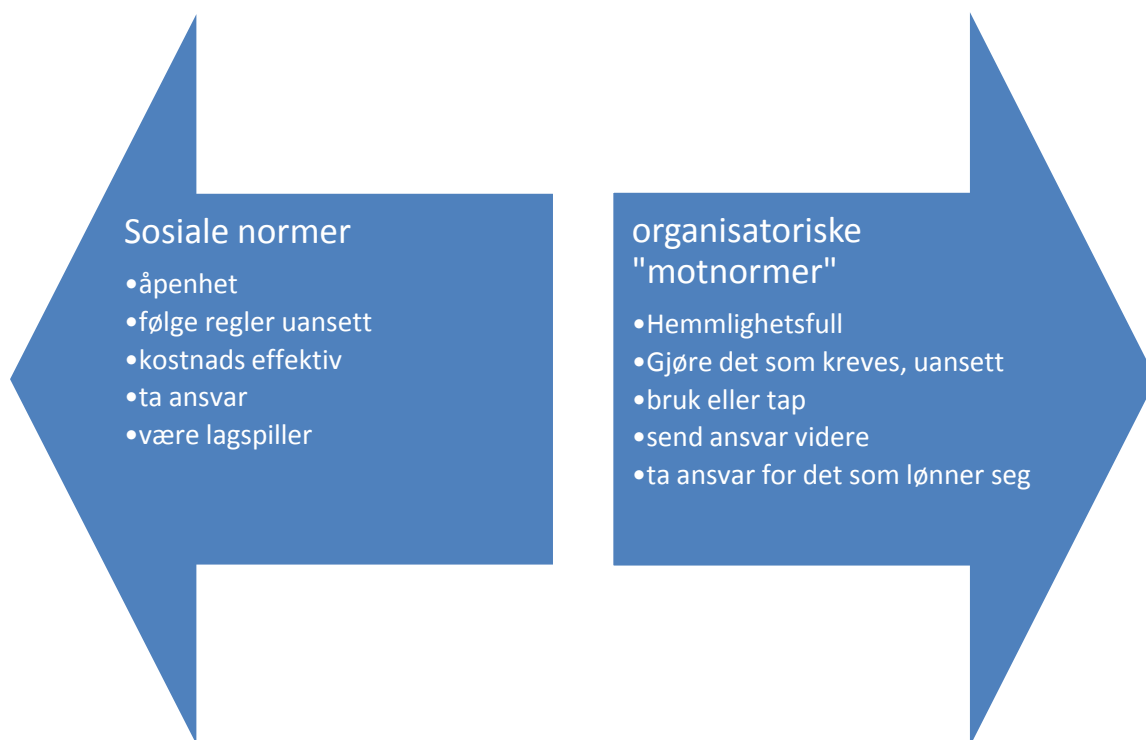 Sosiale normer
•åpenhet
•følge regler uansett
•kostnads effektiv
•ta ansvar
•være lagspiller
organisatoriske
"motnormer"
•Hemmlighetsfull
•Gjøre det som kreves, uansett
•bruk eller tap
•send ansvar videre
•ta ansvar for det som lønner seg